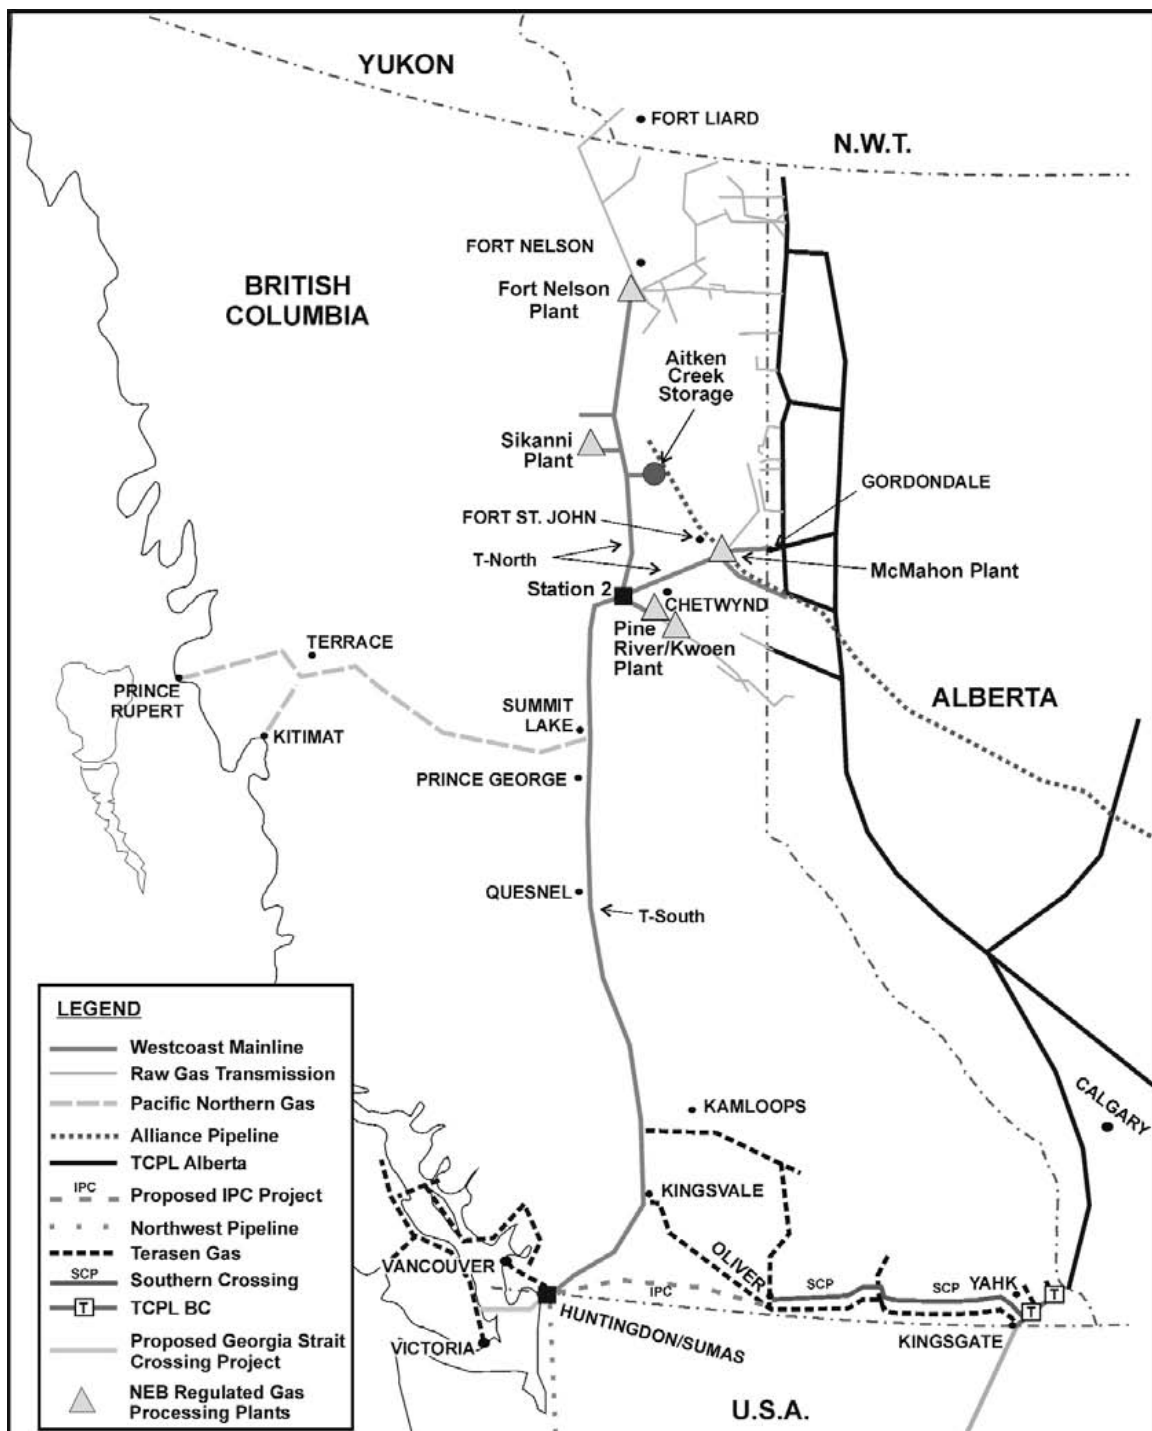 YUKON
FORT LIARD
N.W.T.
FORT NELSON
BRITISH
COLUMBIA
Fort Nelson
Plant
Aitken
Creek
Storage
Sikanni
Plant
GORDONDALE
FORT ST. JOHN
T-North
McMahon Plant
Station 2
CHETWYND
Pine
River/Kwoen
Plant
TERRACE
PRINCE
RUPERT
KITIMAT
SUMMIT
LAKE
ALBERTA
PRINCE GEORGE
QUESNEL
T-South
LEGEND
Westcoast Mainline
Raw Gas Transmission
Pacific Northern Gas
Alliance Pipeline
TCPL Alberta
IPC
Proposed IPC Project
Northwest Pipeline
Terasen Gas
SCP
Southern Crossing
T
TCPL BC
Proposed Georgia Strait
Crossing Project
NEB Regulated Gas
Processing Plants
CALGARY
KAMLOOPS
KINGSVALE
VANCOUVER
OLIVER
IPC
SCP
SCP
YAHK
T
T
HUNTINGDON/SUMAS
KINGSGATE
VICTORIA
U.S.A.